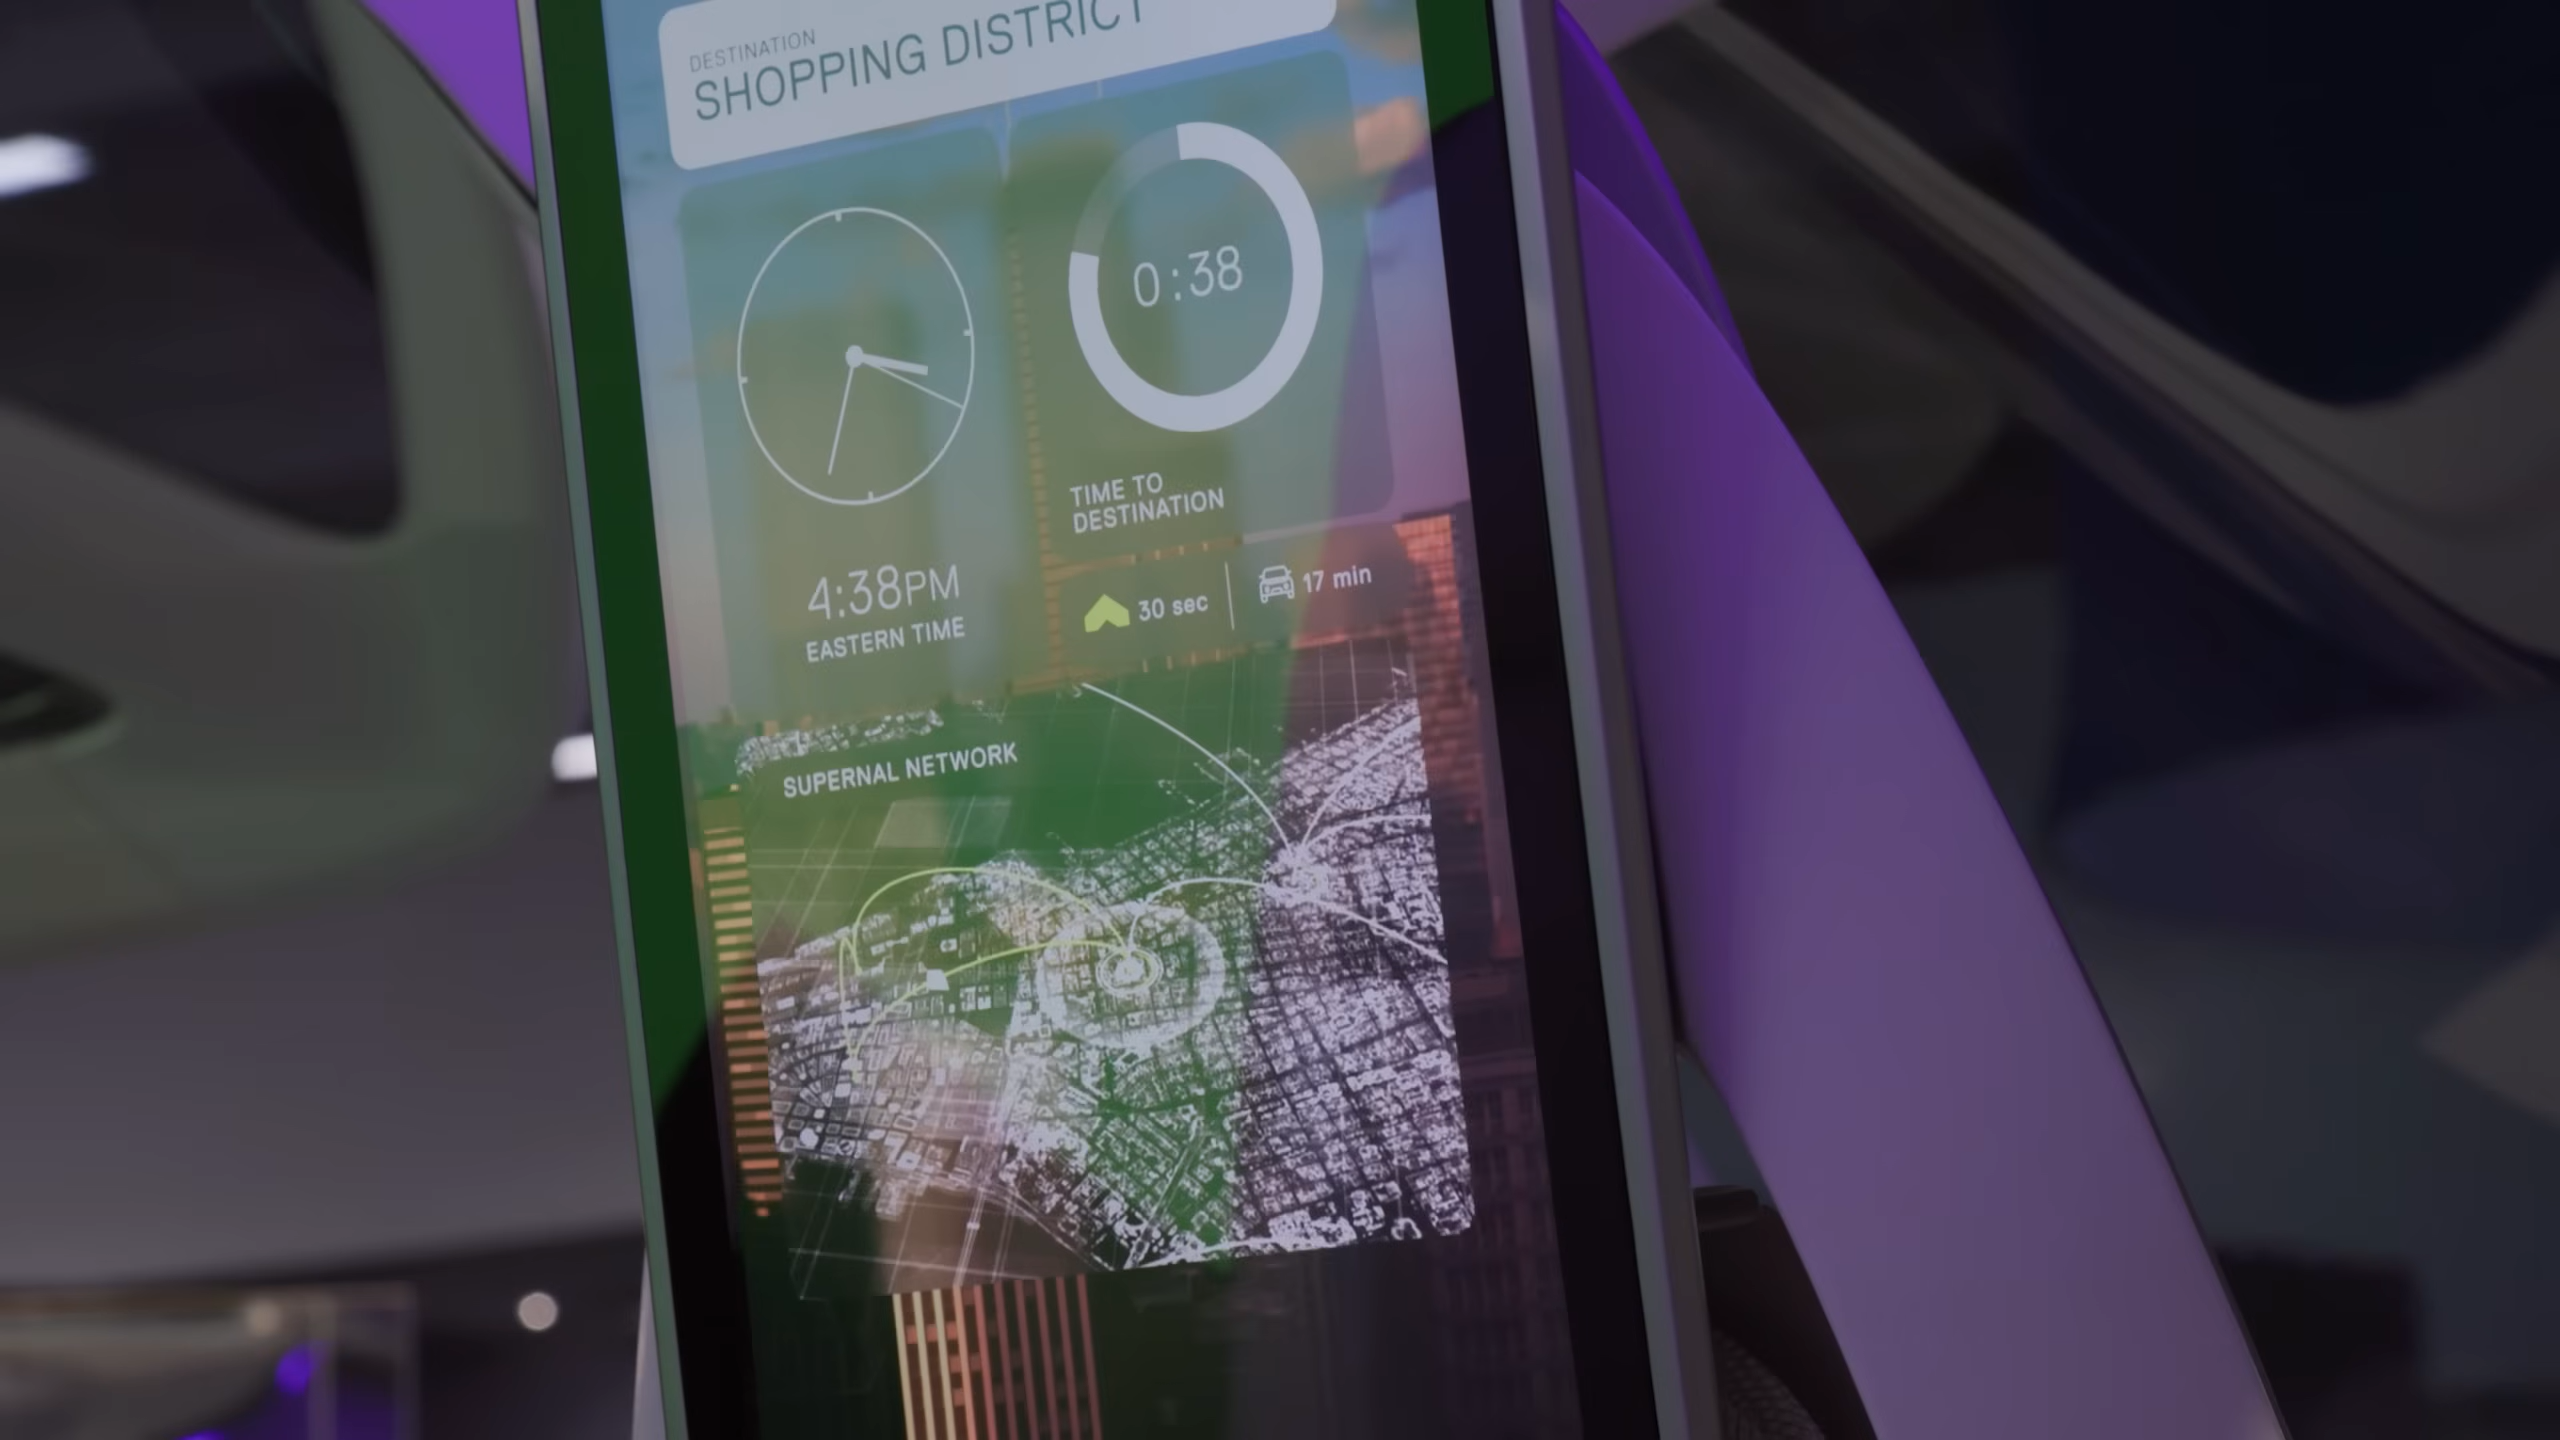 DESTINATION
SHOPPING DISTRICT
0:38
TIME TO
DESTINATION
4:38PM
EASTERN TIME
30 sec
17 min
SUPERNAL NETWORK